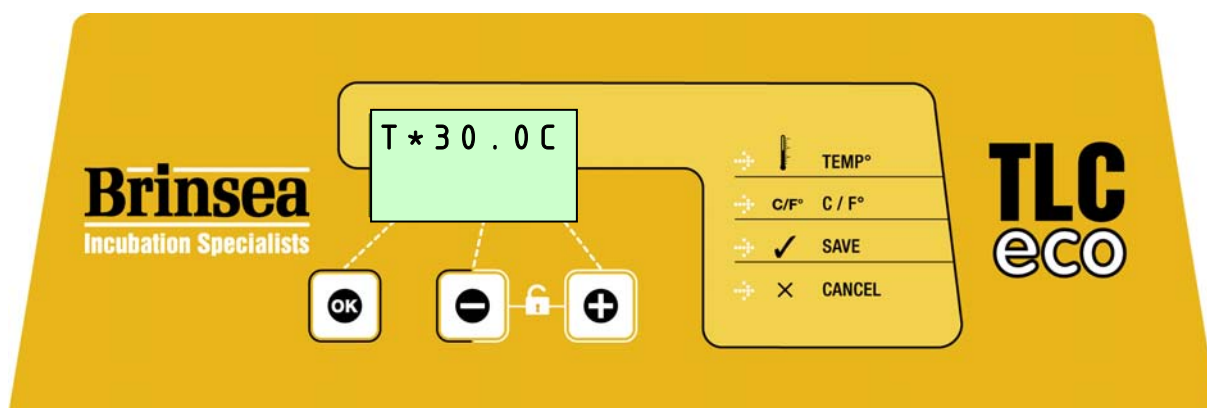 T*30.0C
Brinsea
Incubation Specialists
OK
TEMP°
C/F° C / F°
SAVE
CANCEL
TLC
eco